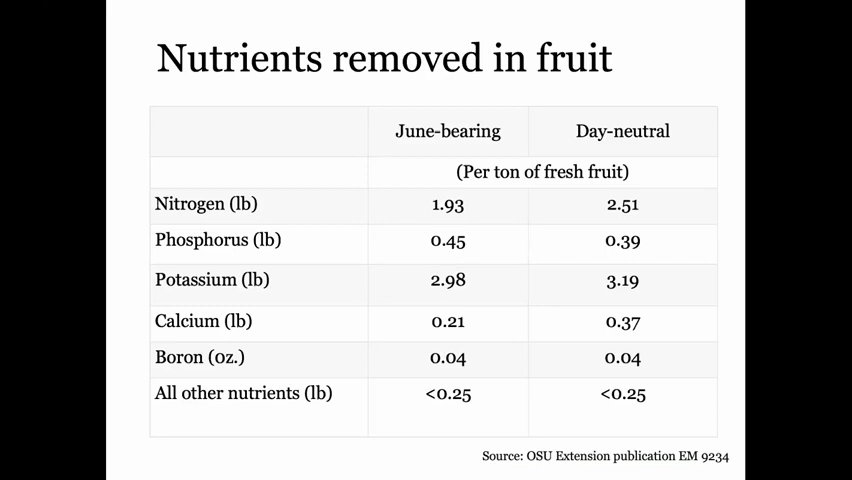 Nutrients removed in fruit
June-bearing Day-neutral
(Per ton of fresh fruit)
Nitrogen (lb) 1.93 2.51
Phosphorus (lb) 0.45 0.39
Potassium (lb) 2.98 3.19
Calcium (lb) 0.21 0.37
Boron (oz.) 0.04 0.04
All other nutrients (lb) <0.25 <0.25
Source: OSU Extension publication EM 9234